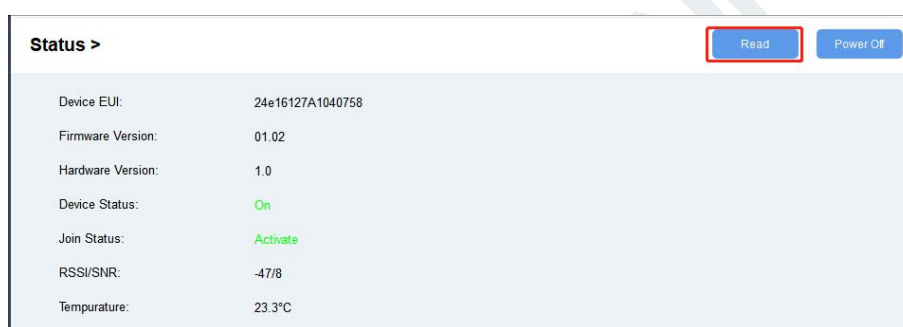 Status >
Read
Power Off
Device EUI: 24e16127A1040758
Firmware Version: 01.02
Hardware Version: 1.0
Device Status: On
Join Status: Activate
RSSI/SNR: -47/8
Tempurature: 23.3°C